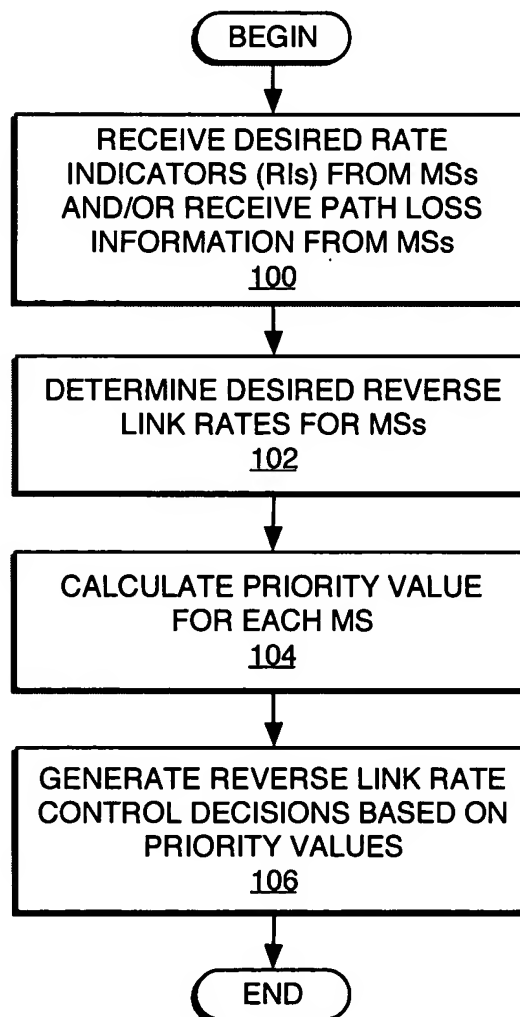 BEGIN
RECEIVE DESIRED RATE
INDICATORS (RIs) FROM MSs
AND/OR RECEIVE PATH LOSS
INFORMATION FROM MSs
100
DETERMINE DESIRED REVERSE
LINK RATES FOR MSs
102
CALCULATE PRIORITY VALUE
FOR EACH MS
104
GENERATE REVERSE LINK RATE
CONTROL DECISIONS BASED ON
PRIORITY VALUES
106
END